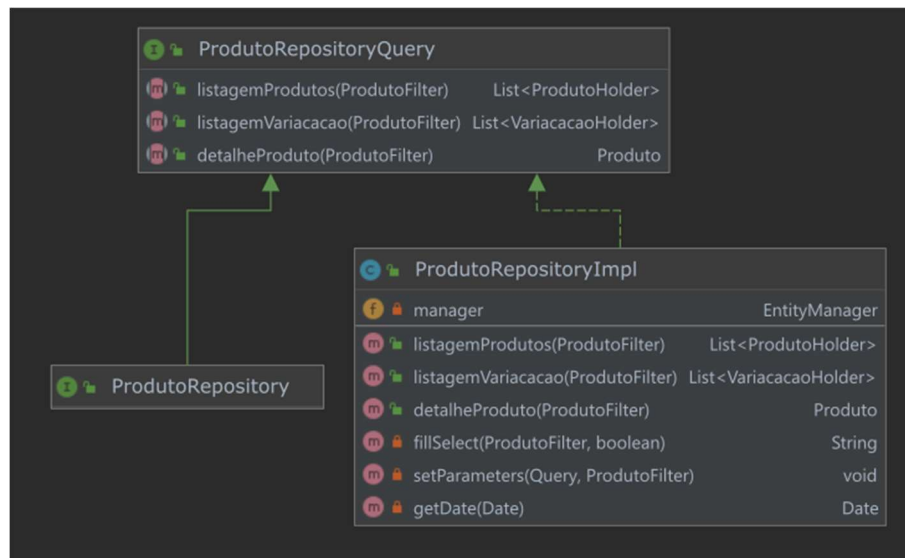 ProdutoRepositoryQuery
listagemProdutos(ProdutoFilter) List<ProdutoHolder>
listagemVariacacao(ProdutoFilter) List<VariacacaoHolder>
detalheProduto(ProdutoFilter) Produto
ProdutoRepositoryImpl
manager EntityManager
listagemProdutos(ProdutoFilter) List<ProdutoHolder>
listagemVariacacao(ProdutoFilter) List<VariacacaoHolder>
detalheProduto(ProdutoFilter) Produto
fillSelect(ProdutoFilter, boolean) String
setParameters(Query, ProdutoFilter) void
getDate(Date) Date
ProdutoRepository